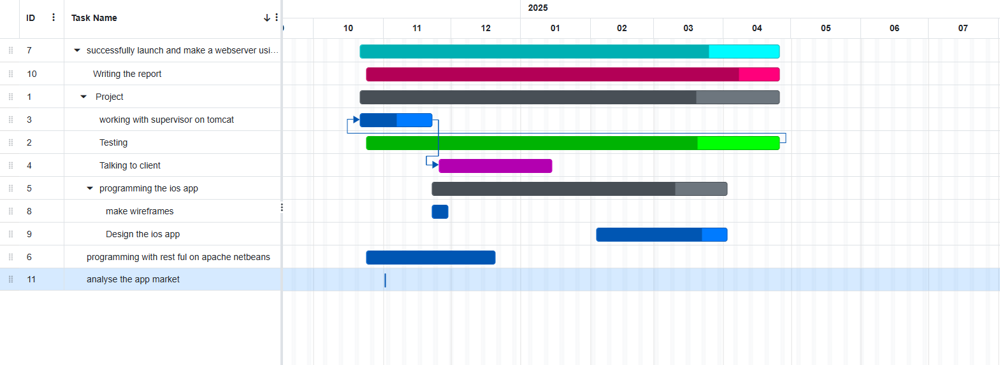 2025
ID Task Name
10 11 12 01 02 03 04 05 06 07
7 successfully launch and make a webserver usi...
10 Writing the report
1 Project
3 working with supervisor on tomcat
2 Testing
4 Talking to client
5 programming the ios app
8 make wireframes
9 Design the ios app
6 programming with rest ful on apache netbeans
11 analyse the app market